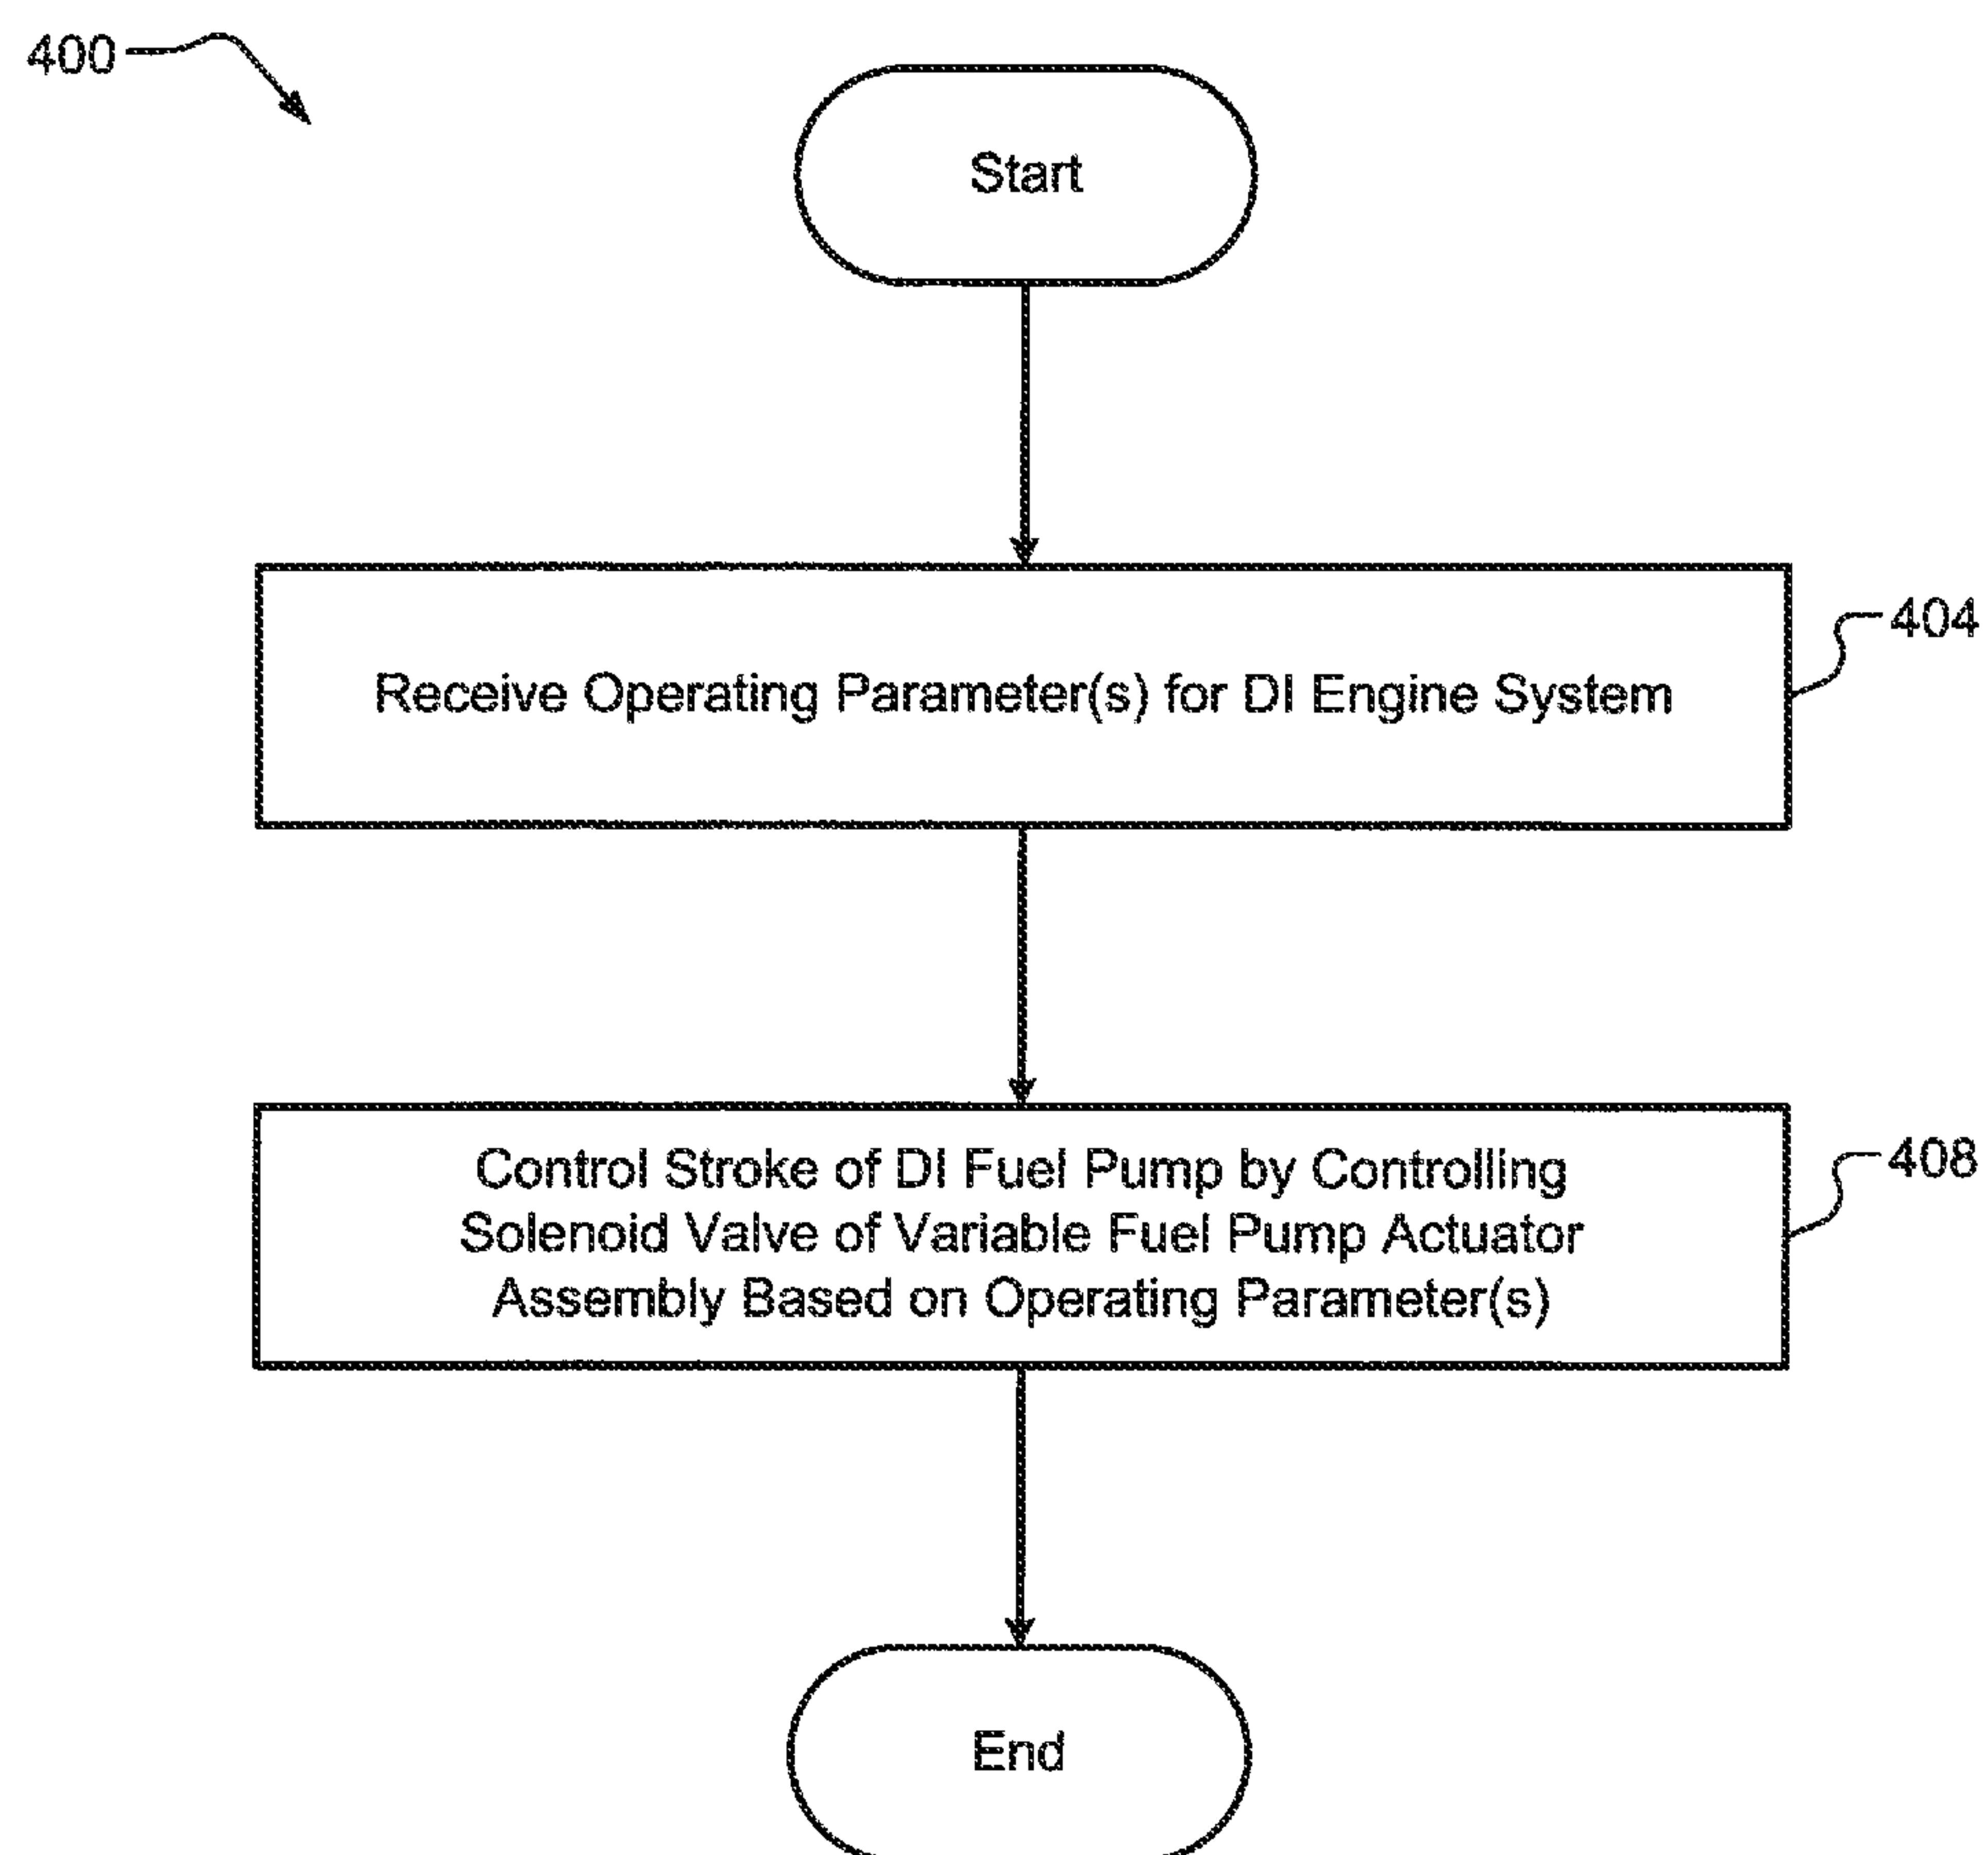 400
Start
Receive Operating Parameter(s) for DI Engine System
404
Control Stroke of DI Fuel Pump by Controlling
Solenoid Valve of Variable Fuel Pump Actuator
Assembly Based on Operating Parameter(s)
408
End